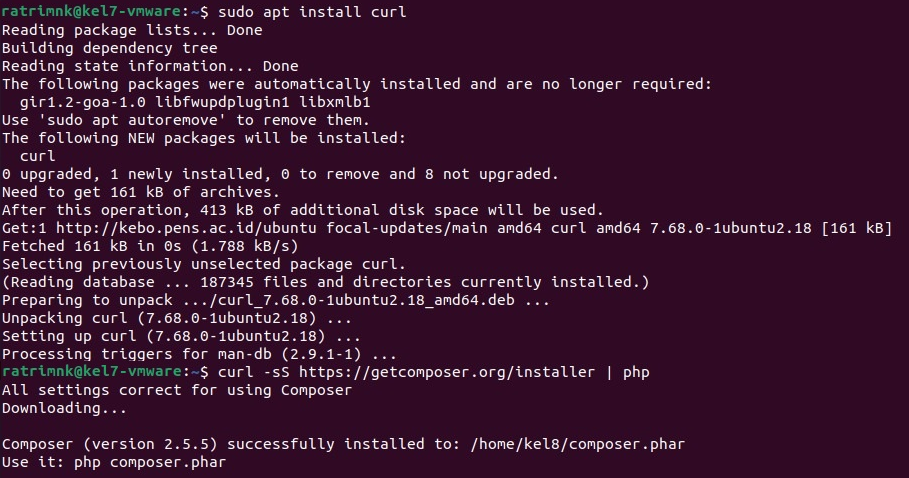 ratrimnk@kel7-vmware:~$ sudo apt install curl
Reading package lists... Done
Building dependency tree
Reading state information... Done
The following packages were automatically installed and are no longer required:
  gir1.2-goa-1.0 libfwupdplugin1 libxmlb1
Use 'sudo apt autoremove' to remove them.
The following NEW packages will be installed:
  curl
0 upgraded, 1 newly installed, 0 to remove and 8 not upgraded.
Need to get 161 kB of archives.
After this operation, 413 kB of additional disk space will be used.
Get:1 http://kebo.pens.ac.id/ubuntu focal-updates/main amd64 curl amd64 7.68.0-1ubuntu2.18 [161 kB]
Fetched 161 kB in 0s (1.788 kB/s)
Selecting previously unselected package curl.
(Reading database ... 187345 files and directories currently installed.)
Preparing to unpack .../curl_7.68.0-1ubuntu2.18_amd64.deb ...
Unpacking curl (7.68.0-1ubuntu2.18) ...
Setting up curl (7.68.0-1ubuntu2.18) ...
Processing triggers for man-db (2.9.1-1) ...
ratrimnk@kel7-vmware:~$ curl -sS https://getcomposer.org/installer | php
All settings correct for using Composer
Downloading...

Composer (version 2.5.5) successfully installed to: /home/kel8/composer.phar
Use it: php composer.phar